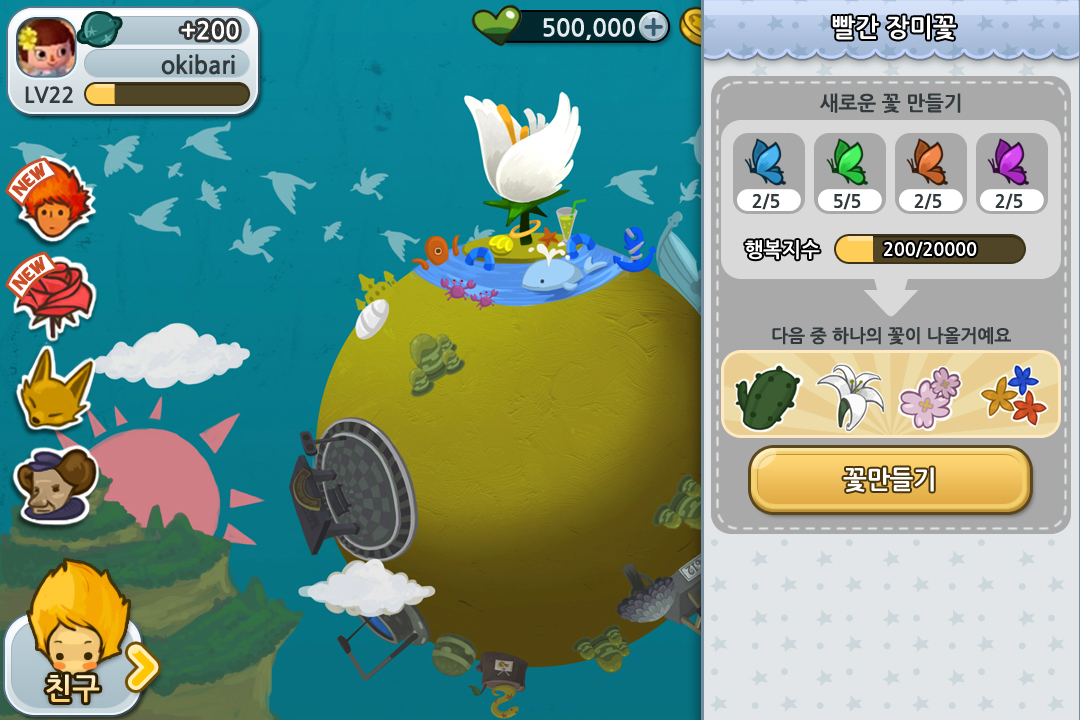 +200
okibari
LV22
500,000
NEW
NEW
친구
빨간 장미꽃
새로운 꽃 만들기
2/5
5/5
2/5
2/5
행복지수
200/20000
다음 중 하나의 꽃이 나올거예요
꽃만들기